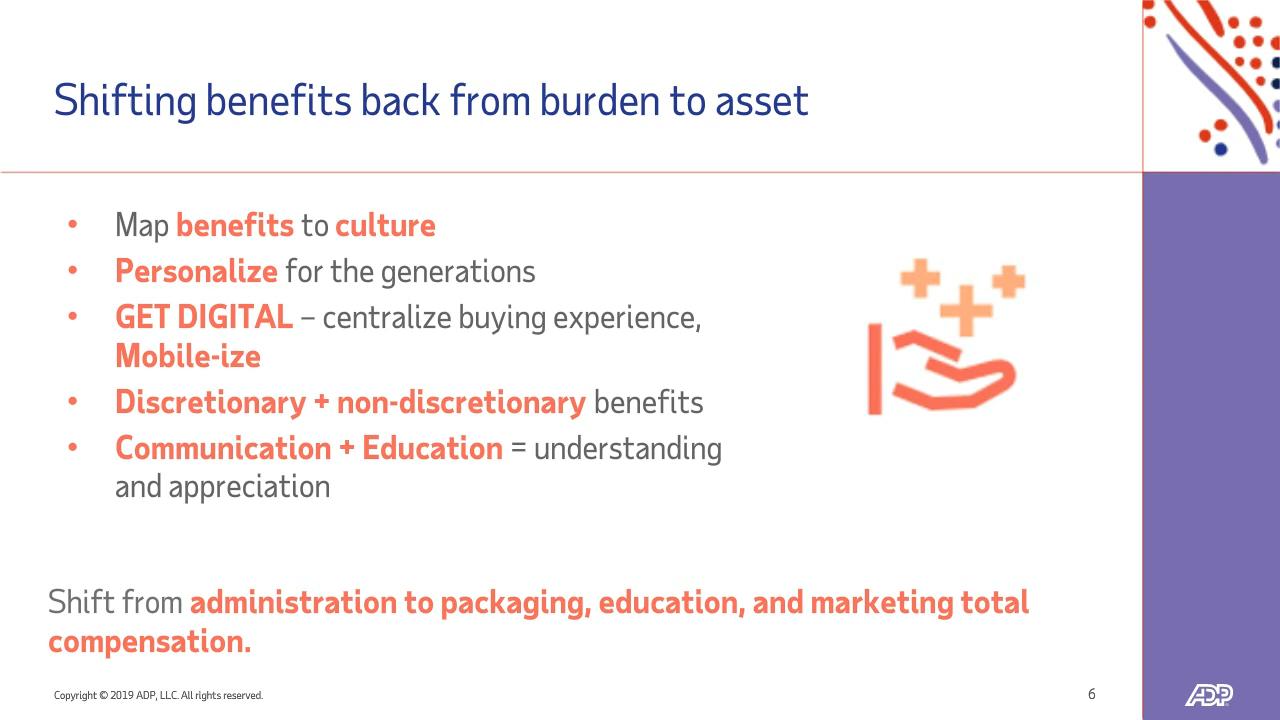 Shifting benefits back from burden to asset
• Map benefits to culture
• Personalize for the generations
• GET DIGITAL – centralize buying experience,
Mobile-ize
• Discretionary + non-discretionary benefits
• Communication + Education = understanding
and appreciation
Shift from administration to packaging, education, and marketing total
compensation.
Copyright © 2019 ADP, LLC. All rights reserved.
6
ADP